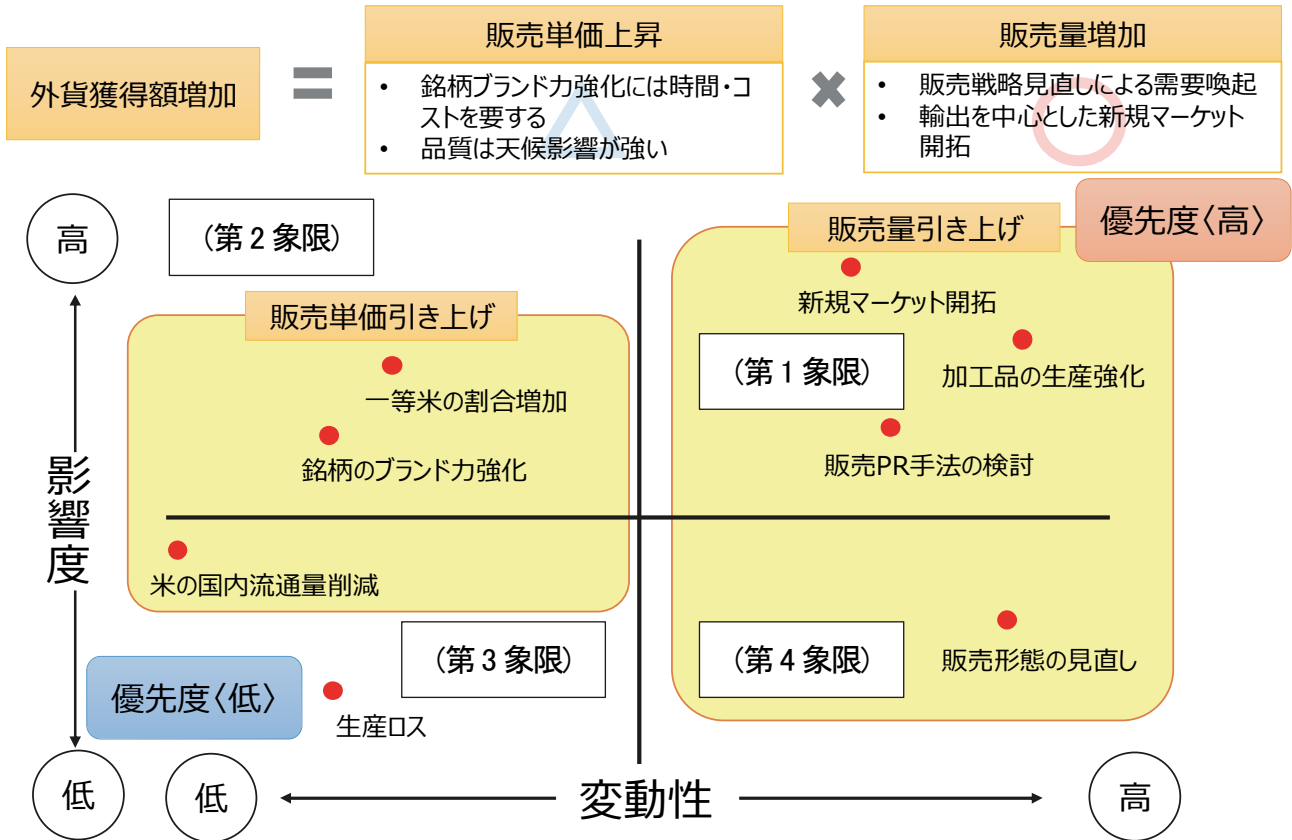 外貨獲得額増加
=
販売単価上昇
• 銘柄ブランド力強化には時間・コ
ストを要する
• 品質は天候影響が強い
×
販売量増加
• 販売戦略見直しによる需要喚起
• 輸出を中心とした新規マーケット
開拓
高
(第2象限)
販売量引き上げ
優先度〈高〉
新規マーケット開拓
販売単価引き上げ
(第1象限)
加工品の生産強化
一等米の割合増加
銘柄のブランド力強化
販売PR手法の検討
影響度
米の国内流通量削減
(第3象限)
(第4象限)
販売形態の見直し
優先度〈低〉
生産ロス
低
低
変動性
高